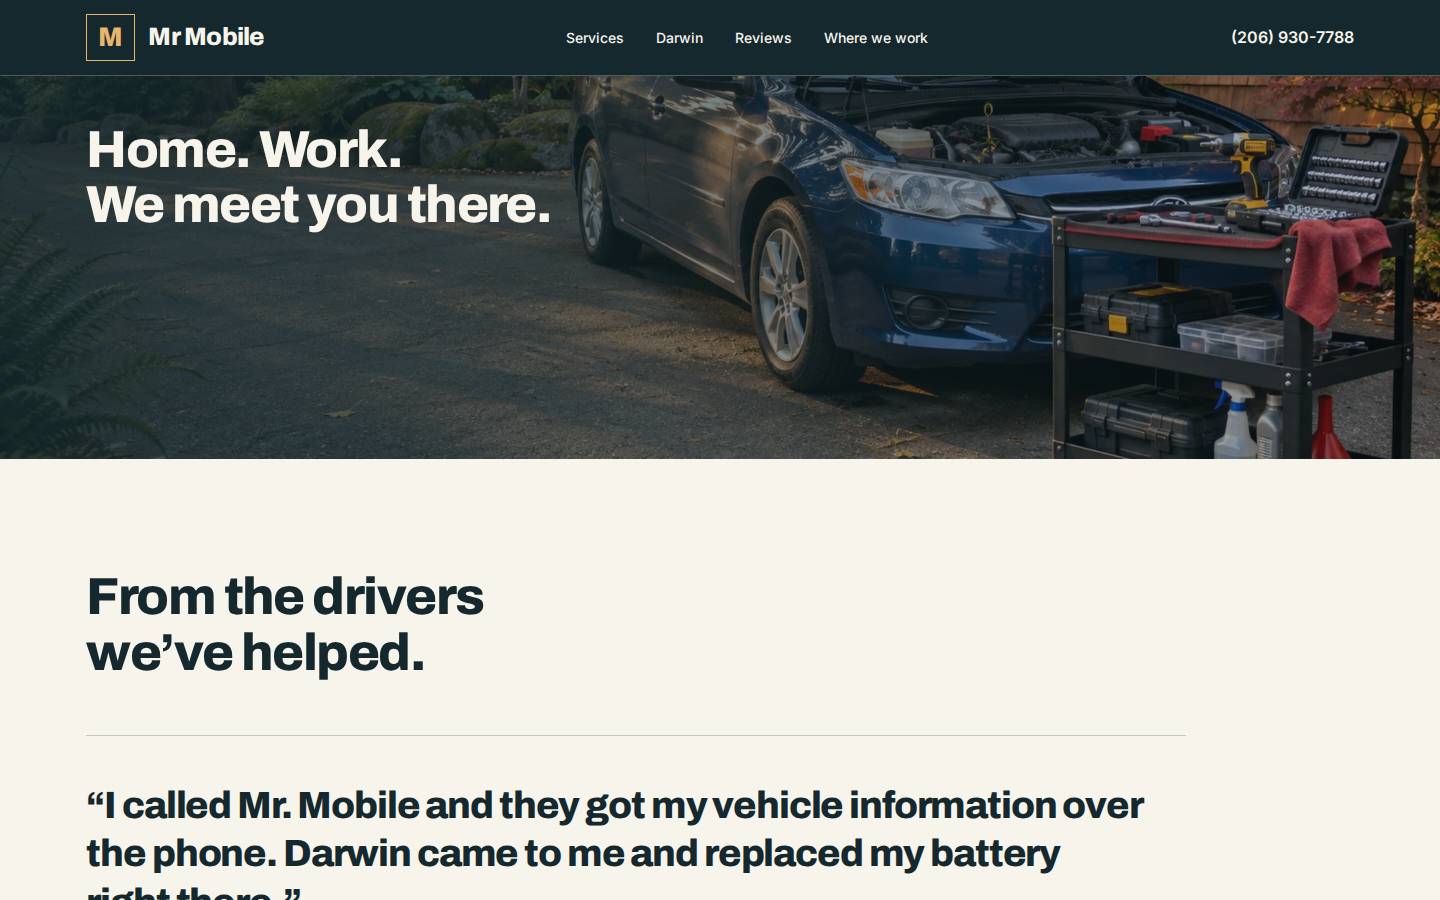 M
Mr Mobile
Services
Darwin
Reviews
Where we work
(206) 930-7788
Home. Work.
We meet you there.
From the drivers
we’ve helped.
“I called Mr. Mobile and they got my vehicle information over
the phone. Darwin came to me and replaced my battery
right there.”